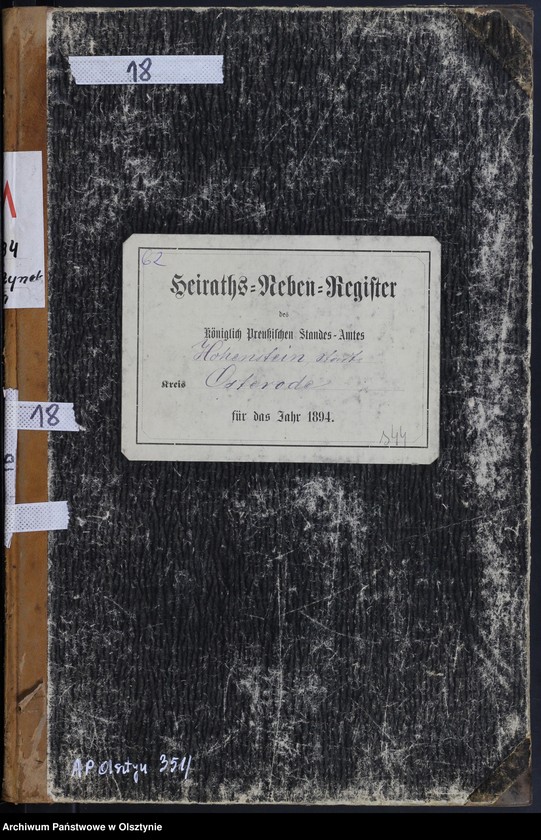 18
62
Heiraths-Neben-Register
des
Königlich Preußischen Standes-Amtes
Hohenstein
Kreis Osterode
für das Jahr 1894.
544
18
AP Olsztyn 351/
Archiwum Państwowe w Olsztynie